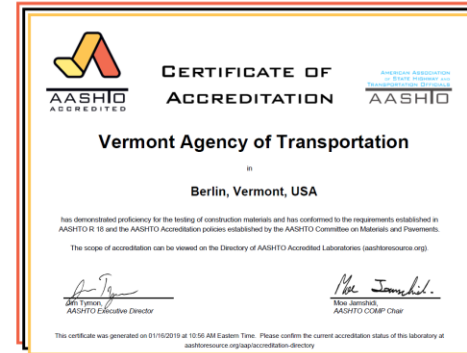 AASHTO
ACCREDITED
CERTIFICATE OF
ACCREDITATION
AMERICAN ASSOCIATION
OF STATE HIGHWAY AND
TRANSPORTATION OFFICIALS
AASHTO
Vermont Agency of Transportation
in
Berlin, Vermont, USA
has demonstrated proficiency for the testing of construction materials and has conformed to the requirements established in
AASHTO R 18 and the AASHTO Accreditation policies established by the AASHTO Committee on Materials and Pavements.
The scope of accreditation can be viewed on the Directory of AASHTO Accredited Laboratories (aashtoresource.org).
Jim Tymon,
AASHTO Executive Director
Moe Jamshidi.
Moe Jamshidi,
AASHTO COMP Chair
This certificate was generated on 01/16/2019 at 10:56 AM Eastern Time. Please confirm the current accreditation status of this laboratory at
aashtoresource.org/aap/accreditation-directory